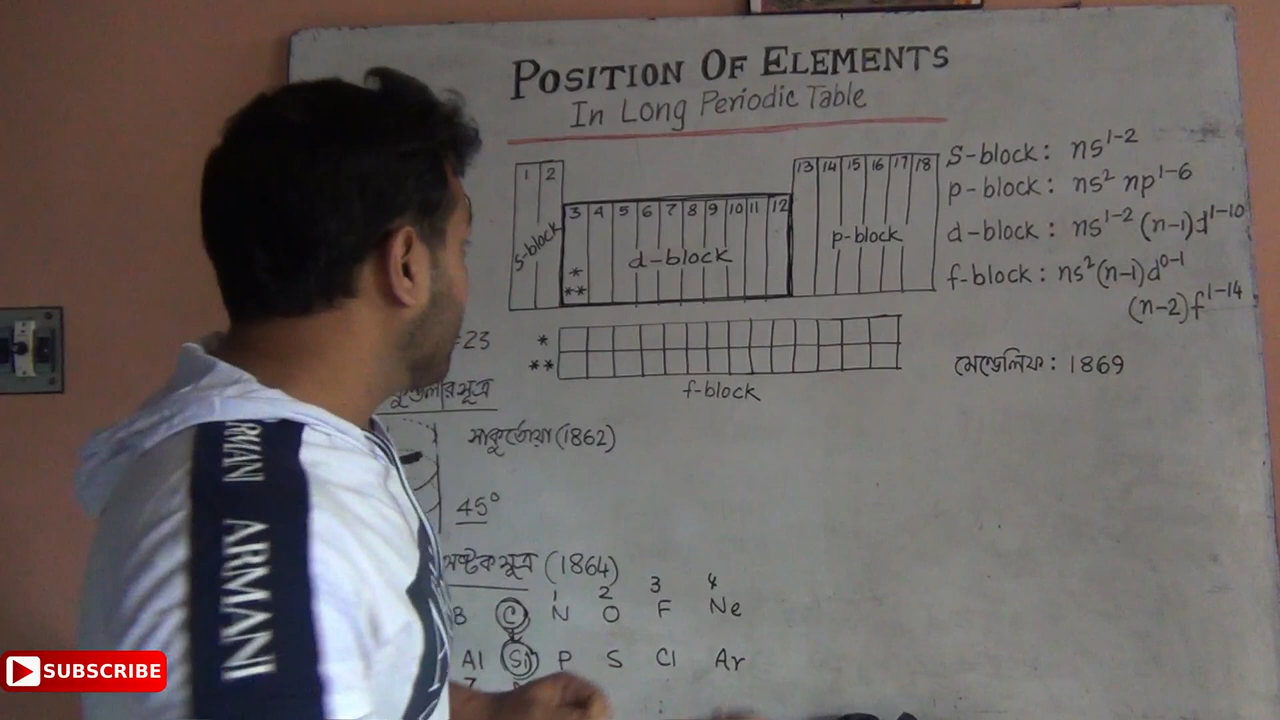 POSITION OF ELEMENTS
In Long Periodic Table
1 2
13 14 15 16 17 18
3 4 5 6 7 8 9 10 11 12
s-block
d-block
p-block
*
**
*
**
f-block
S-block: ns¹⁻²
p-block: ns² np¹⁻⁶
d-block: ns¹⁻² (n-1)d¹⁻¹⁰
f-block: ns² (n-1)d⁰⁻¹
(n-2)f¹⁻¹⁴
মেন্ডেলিফ: 1869
=23
সূত্র
(1862)
45°
সূত্র (1864)
1 2 3 4
B C N O F Ne
Al Si P S Cl Ar
7
ARMANI
ARMANI
SUBSCRIBE